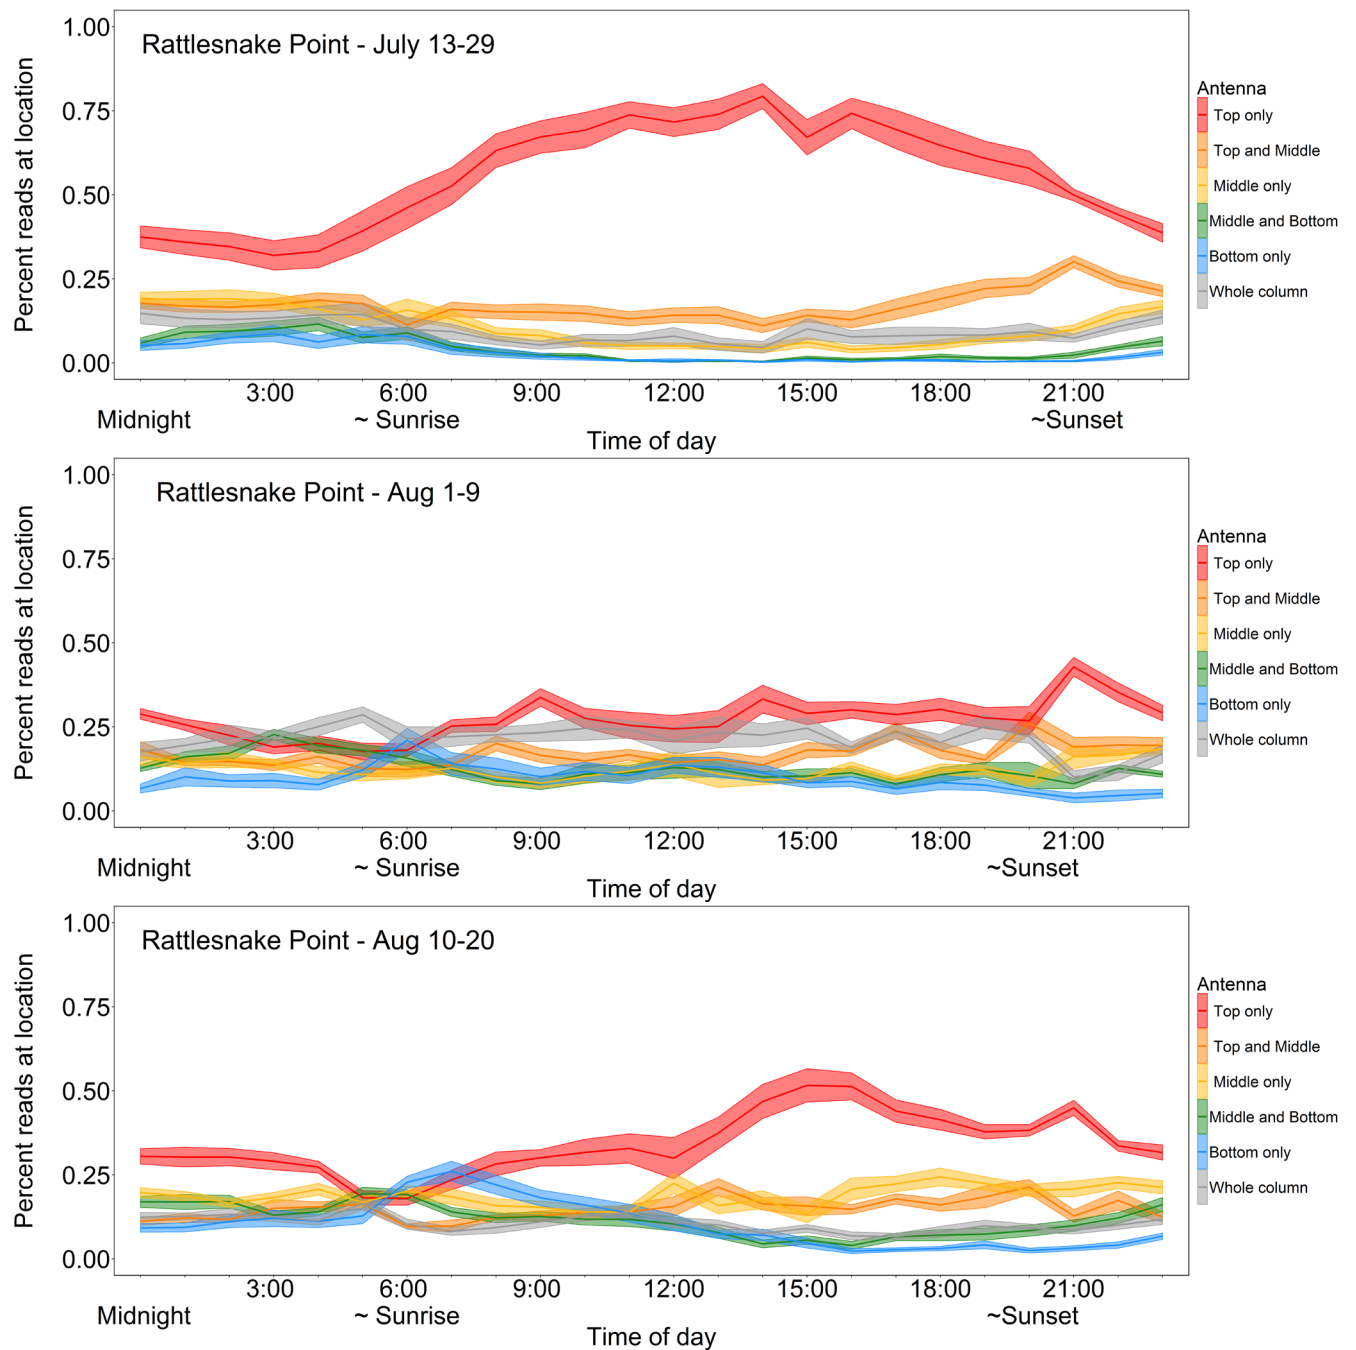 Rattlesnake Point - July 13-29
Percent reads at location
1.00
0.75
0.50
0.25
0.00
3:00 6:00 9:00 12:00 15:00 18:00 21:00
Midnight ~ Sunrise ~Sunset
Time of day
Antenna
Top only
Top and Middle
Middle only
Middle and Bottom
Bottom only
Whole column
Rattlesnake Point - Aug 1-9
Percent reads at location
1.00
0.75
0.50
0.25
0.00
3:00 6:00 9:00 12:00 15:00 18:00 21:00
Midnight ~ Sunrise ~Sunset
Time of day
Antenna
Top only
Top and Middle
Middle only
Middle and Bottom
Bottom only
Whole column
Rattlesnake Point - Aug 10-20
Percent reads at location
1.00
0.75
0.50
0.25
0.00
3:00 6:00 9:00 12:00 15:00 18:00 21:00
Midnight ~ Sunrise ~Sunset
Time of day
Antenna
Top only
Top and Middle
Middle only
Middle and Bottom
Bottom only
Whole column